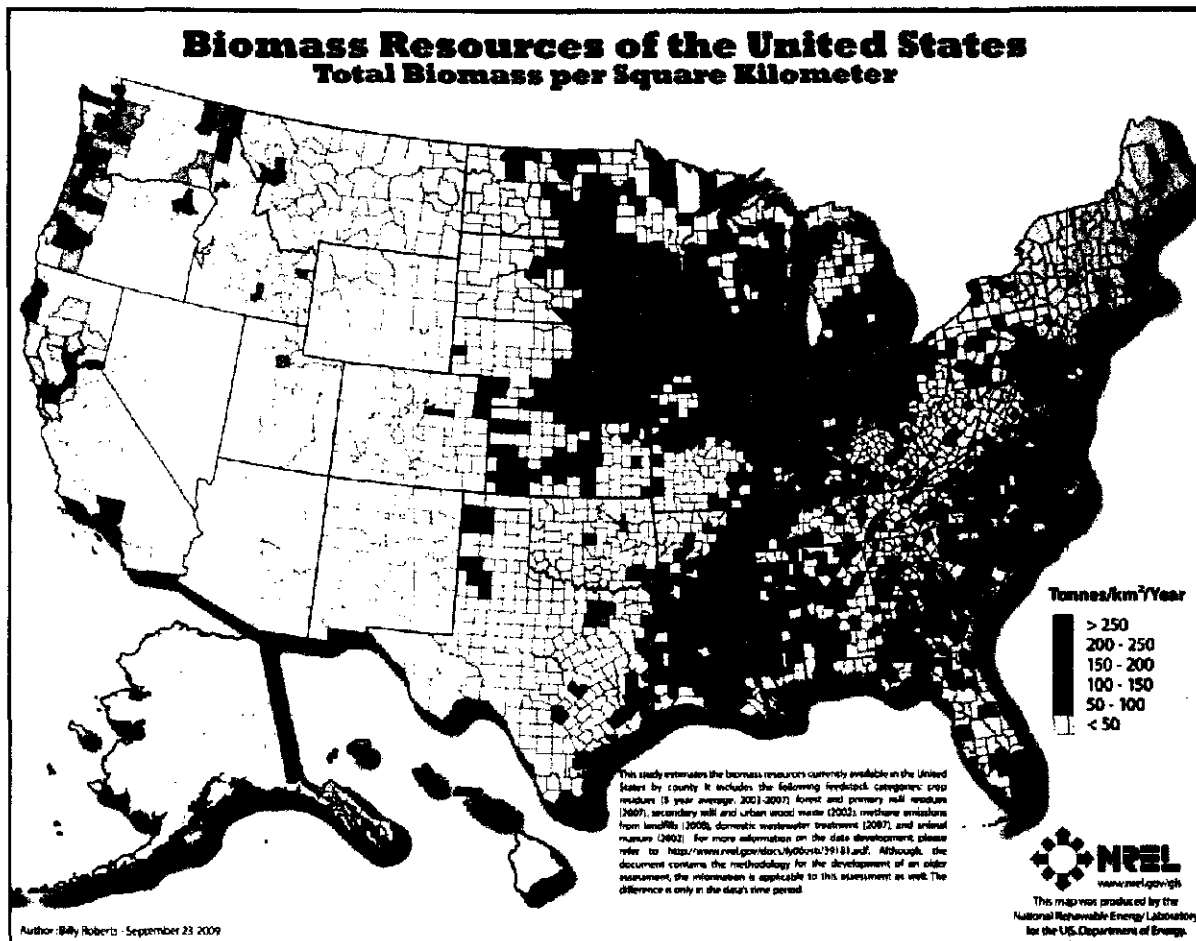 Biomass Resources of the United States
Total Biomass per Square Kilometer
Tonnes/km²/Year
> 250
200 - 250
150 - 200
100 - 150
50 - 100
< 50
This study estimates the biomass resources currently available in the United
States by county. It includes the following feedstock categories: crop
residues (5 year average: 2003-2007), forest and primary mill residues
(2007), secondary mill and urban wood waste (2002), methane emissions
from landfills (2008), domestic wastewater treatment (2007), and animal
manure (2002). For more information on the data development, please
refer to http://www.nrel.gov/docs/fy06osti/39181.pdf. Although, the
document contains the methodology for the development of an older
assessment, the information is applicable to this assessment as well. The
difference is only in the data's time period.
NREL
www.nrel.gov/gis
This map was produced by the
National Renewable Energy Laboratory
for the US. Department of Energy.
Author: Billy Roberts - September 23 2009